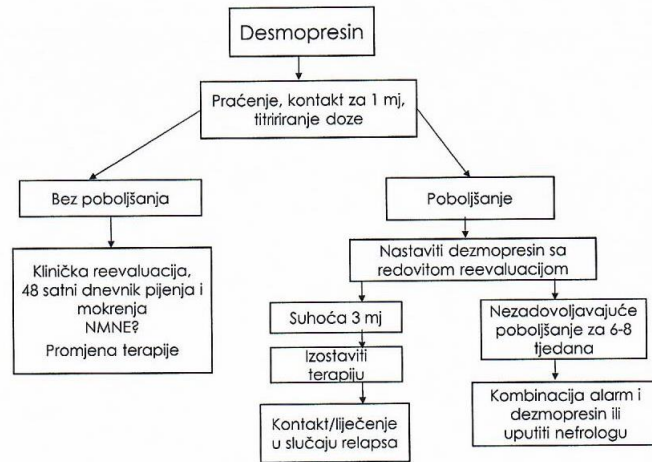 Desmopresin
Praćenje, kontakt za 1 mj,
titririranje doze
Bez poboljšanja
Poboljšanje
Klinička reevaluacija,
48 satni dnevnik pijenja i
mokrenja
NMNE?
Promjena terapije
Nastaviti dezmopresin sa
redovitom reevaluacijom
Suhoća 3 mj
Izostaviti
terapiju
Kontakt/liječenje
u slučaju relapsa
Nezadovoljavajuće
poboljšanje za 6-8
tjedana
Kombinacija alarm i
dezmopresin ili
uputiti nefrologu